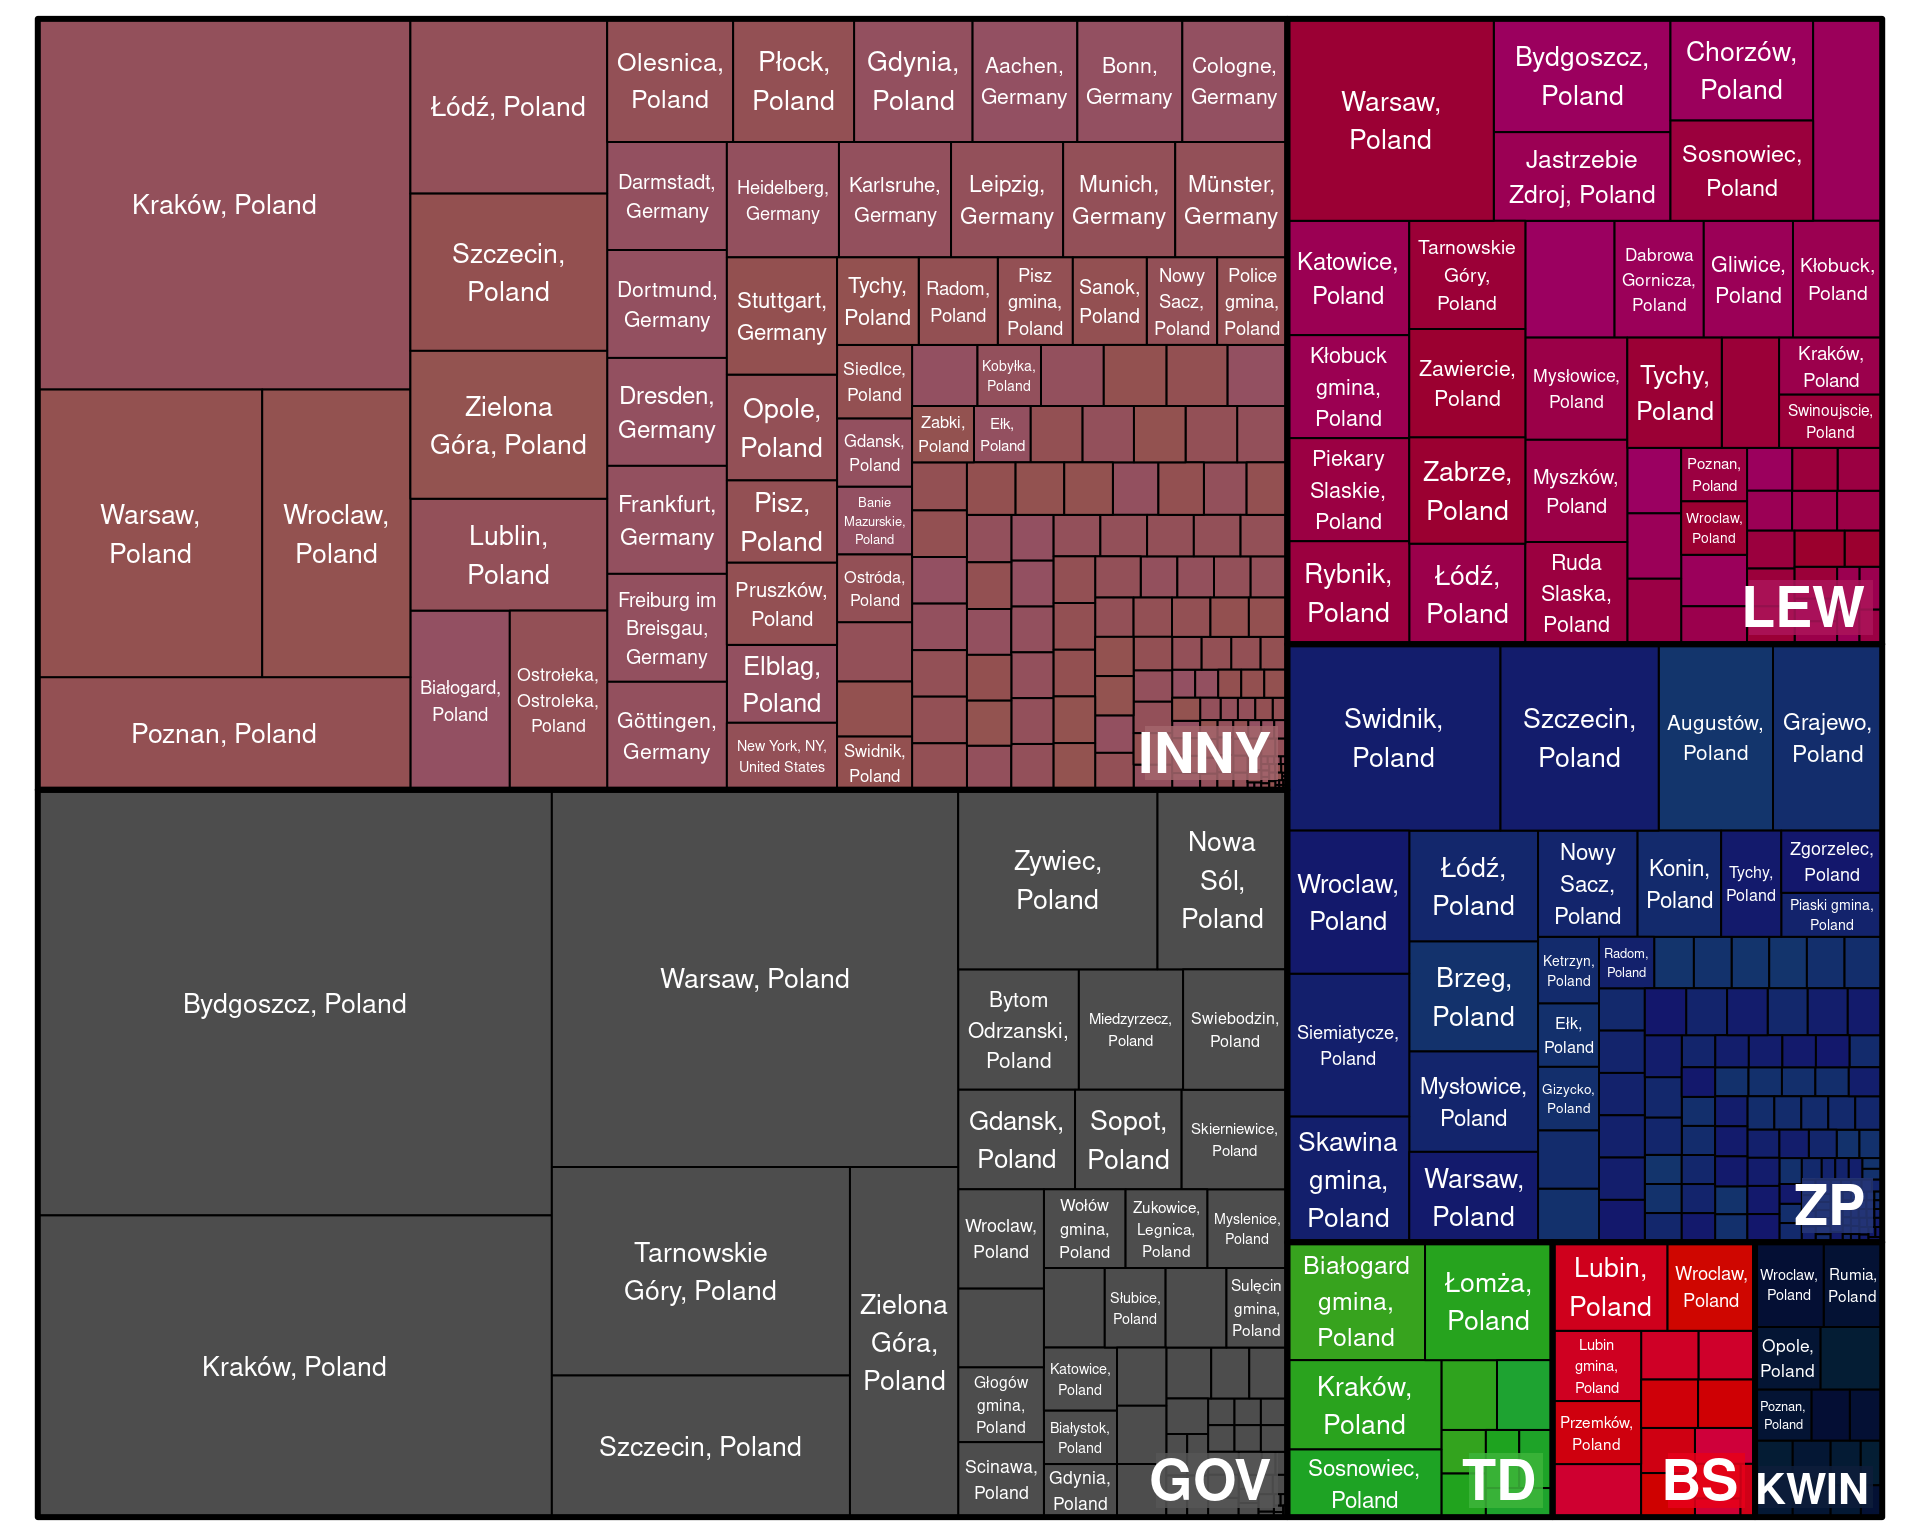 Kraków, Poland
Warsaw,
Poland
Wroclaw,
Poland
Poznan, Poland
Łódź, Poland
Szczecin,
Poland
Zielona
Góra, Poland
Lublin,
Poland
Białogard,
Poland
Ostrołeka,
Ostroleka,
Poland
Olesnica,
Poland
Płock,
Poland
Gdynia,
Poland
Aachen,
Germany
Bonn,
Germany
Cologne,
Germany
Darmstadt,
Germany
Heidelberg,
Germany
Karlsruhe,
Germany
Leipzig,
Germany
Munich,
Germany
Münster,
Germany
Dortmund,
Germany
Dresden,
Germany
Frankfurt,
Germany
Freiburg im
Breisgau,
Germany
Göttingen,
Germany
Stuttgart,
Germany
Opole,
Poland
Pisz,
Poland
Pruszków,
Poland
Elblag,
Poland
New York, NY,
United States
Tychy,
Poland
Radom,
Poland
Pisz
gmina,
Poland
Sanok,
Poland
Nowy
Sacz,
Poland
Police
gmina,
Poland
Siedlce,
Poland
Gdansk,
Poland
Banie
Mazurskie,
Poland
Ostróda,
Poland
Swidnik,
Poland
Kobyłka,
Poland
Zabki,
Poland
Ełk,
Poland
INNY
Warsaw,
Poland
Bydgoszcz,
Poland
Jastrzebie
Zdroj, Poland
Chorzów,
Poland
Sosnowiec,
Poland
Katowice,
Poland
Kłobuck
gmina,
Poland
Piekary
Slaskie,
Poland
Rybnik,
Poland
Tarnowskie
Góry,
Poland
Zawiercie,
Poland
Zabrze,
Poland
Łódź,
Poland
Dabrowa
Gornicza,
Poland
Gliwice,
Poland
Kłobuck,
Poland
Mysłowice,
Poland
Myszków,
Poland
Ruda
Slaska,
Poland
Tychy,
Poland
Kraków,
Poland
Swinoujscie,
Poland
Poznan,
Poland
Wroclaw,
Poland
LEW
Bydgoszcz, Poland
Kraków, Poland
Warsaw, Poland
Tarnowskie
Góry, Poland
Szczecin, Poland
Zielona
Góra,
Poland
Zywiec,
Poland
Nowa
Sól,
Poland
Bytom
Odrzanski,
Poland
Miedzyrzecz,
Poland
Swiebodzin,
Poland
Gdansk,
Poland
Sopot,
Poland
Skierniewice,
Poland
Wroclaw,
Poland
Głogów
gmina,
Poland
Scinawa,
Poland
Wołów
gmina,
Poland
Zukowice,
Legnica,
Poland
Myslenice,
Poland
Słubice,
Poland
Sulęcin
gmina,
Poland
Katowice,
Poland
Białystok,
Poland
Gdynia,
Poland
GOV
Swidnik,
Poland
Szczecin,
Poland
Augustów,
Poland
Grajewo,
Poland
Wroclaw,
Poland
Siemiatycze,
Poland
Skawina
gmina,
Poland
Łódź,
Poland
Brzeg,
Poland
Mysłowice,
Poland
Warsaw,
Poland
Nowy
Sacz,
Poland
Konin,
Poland
Tychy,
Poland
Zgorzelec,
Poland
Piaski gmina,
Poland
Ketrzyn,
Poland
Ełk,
Poland
Gizycko,
Poland
Radom,
Poland
ZP
Białogard
gmina,
Poland
Łomża,
Poland
Kraków,
Poland
Sosnowiec,
Poland
TD
Lubin,
Poland
Wroclaw,
Poland
Lubin
gmina,
Poland
Przemków,
Poland
BS
Wroclaw,
Poland
Rumia,
Poland
Opole,
Poland
Poznan,
Poland
KWIN